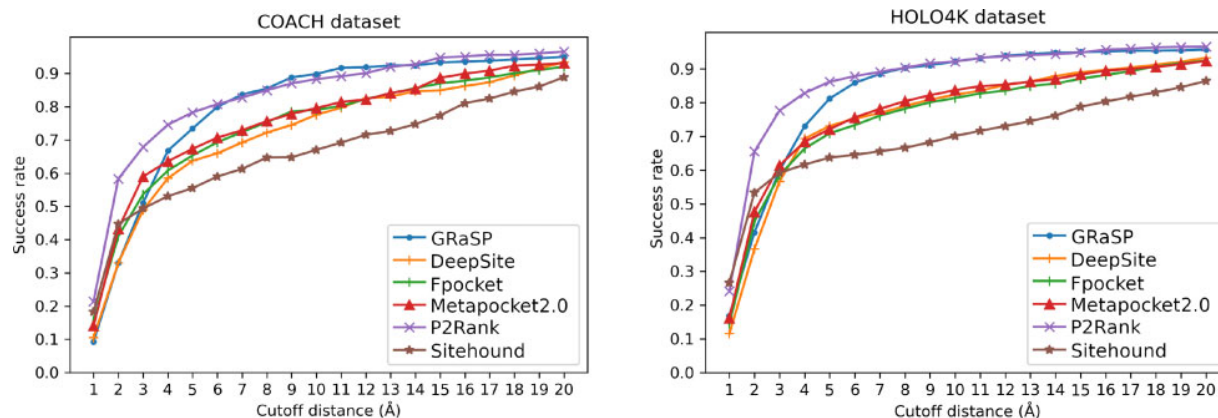 COACH dataset
Success rate
0.9
0.8
0.7
0.6
0.5
0.4
0.3
0.2
0.1
0.0
GRaSP
DeepSite
Fpocket
Metapocket2.0
P2Rank
Sitehound
1 2 3 4 5 6 7 8 9 10 11 12 13 14 15 16 17 18 19 20
Cutoff distance (Å)
HOLO4K dataset
Success rate
0.9
0.8
0.7
0.6
0.5
0.4
0.3
0.2
0.1
0.0
GRaSP
DeepSite
Fpocket
Metapocket2.0
P2Rank
Sitehound
1 2 3 4 5 6 7 8 9 10 11 12 13 14 15 16 17 18 19 20
Cutoff distance (Å)